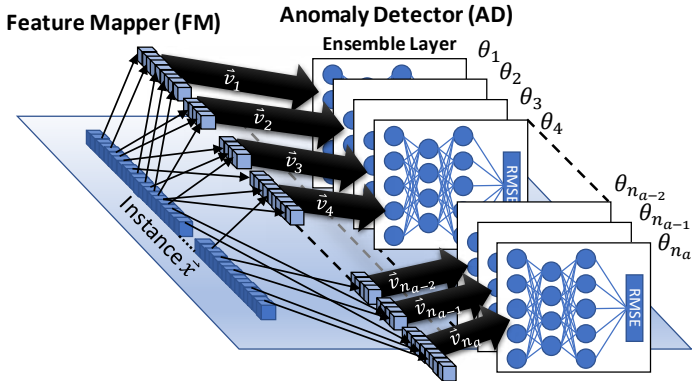 Feature Mapper (FM)
Anomaly Detector (AD)
Ensemble Layer
θ₁
θ₂
θ₃
θ₄
v⃗₁
v⃗₂
v⃗₃
v⃗₄
RMSE
Instance x⃗
.....
θₙₐ₋₂
θₙₐ₋₁
θₙₐ
v⃗ₙₐ₋₂
v⃗ₙₐ₋₁
v⃗ₙₐ
RMSE